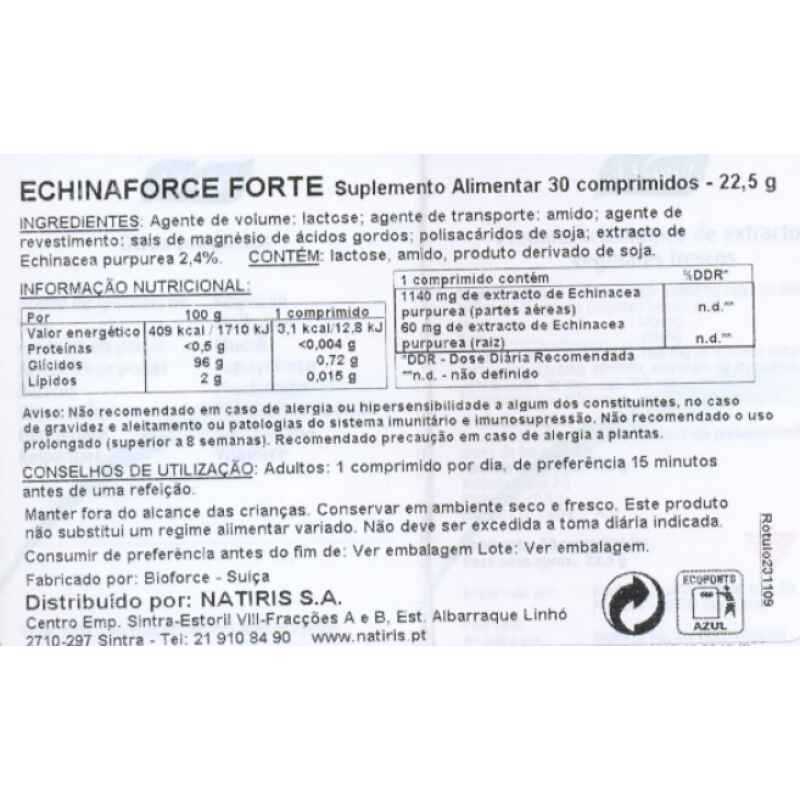 ECHINAFORCE FORTE Suplemento Alimentar 30 comprimidos - 22,5 g
INGREDIENTES: Agente de volume: lactose; agente de transporte: amido; agente de
revestimento: sais de magnésio de ácidos gordos; polisacáridos de soja; extracto de
Echinacea purpurea 2,4%. CONTÉM: lactose, amido, produto derivado de soja.
INFORMAÇÃO NUTRICIONAL:
Por 100 g 1 comprimido
Valor energético 409 kcal / 1710 kJ 3,1 kcal/12,8 kJ
Proteínas <0,5 g <0,004 g
Glícidos 96 g 0,72 g
Lípidos 2 g 0,015 g
1 comprimido contém %DDR*
1140 mg de extracto de Echinacea
purpurea (partes aéreas) n.d.**
60 mg de extracto de Echinacea
purpurea (raiz) n.d.**
*DDR - Dose Diária Recomendada
**n.d. - não definido
Aviso: Não recomendado em caso de alergia ou hipersensibilidade a algum dos constituintes, no caso
de gravidez e aleitamento ou patologias do sistema imunitário e imunosupressão. Não recomendado o uso
prolongado (superior a 8 semanas). Recomendado precaução em caso de alergia a plantas.
CONSELHOS DE UTILIZAÇÃO: Adultos: 1 comprimido por dia, de preferência 15 minutos
antes de uma refeição.
Manter fora do alcance das crianças. Conservar em ambiente seco e fresco. Este produto
não substitui um regime alimentar variado. Não deve ser excedida a toma diária indicada.
Consumir de preferência antes do fim de: Ver embalagem Lote: Ver embalagem.
Fabricado por: Bioforce - Suíça
Distribuído por: NATIRIS S.A.
Centro Emp. Sintra-Estoril VIII-Fracções A e B, Est. Albarraque Linhó
2710-297 Sintra - Tel: 21 910 84 90 www.natiris.pt
ECOPONTO
AZUL
Rotulo231109